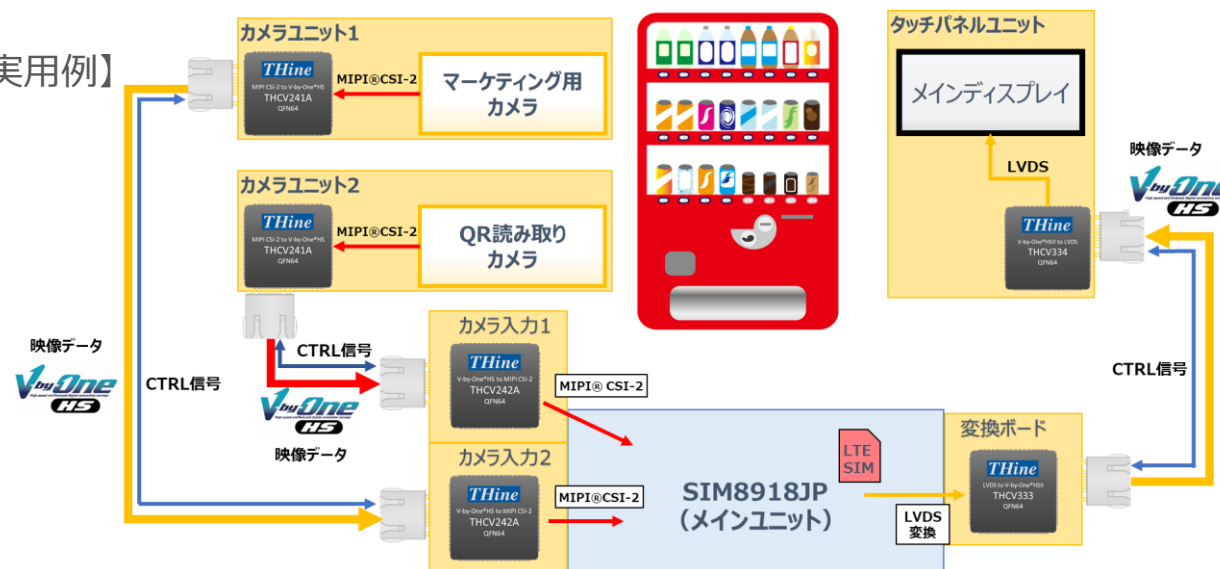 実用例】
カメラユニット1
THine
MIPI CSI-2 to V-by-One®HS
THCV241A
QFN64
MIPI®CSI-2
マーケティング用
カメラ
カメラユニット2
THine
MIPI CSI-2 to V-by-One®HS
THCV241A
QFN64
MIPI®CSI-2
QR読み取り
カメラ
タッチパネルユニット
メインディスプレイ
LVDS
THine
V-by-One®HSII to LVDS
THCV334
QFN64
映像データ
V by One
HS
CTRL信号
映像データ
V by One
HS
CTRL信号
CTRL信号
V by One
HS
映像データ
カメラ入力1
THine
V-by-One®HS to MIPI CSI-2
THCV242A
QFN64
MIPI® CSI-2
カメラ入力2
THine
V-by-One®HS to MIPI CSI-2
THCV242A
QFN64
MIPI®CSI-2
LTE
SIM
SIM8918JP
（メインユニット）
LVDS
変換
変換ボード
THine
LVDS to V-by-One®HSII
THCV333
QFN64